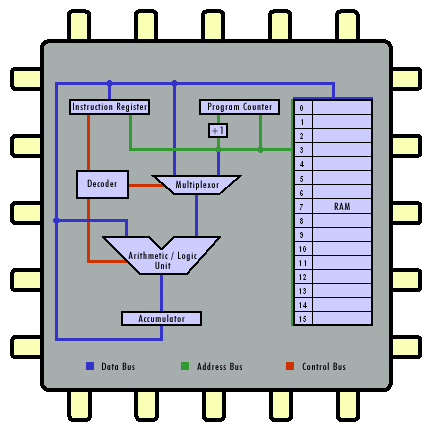 Instruction Register
Program Counter
+1
Decoder
Multiplexor
Arithmetic / Logic
Unit
Accumulator
0
1
2
3
4
5
6
7
8
9
10
11
12
13
14
15
RAM
Data Bus
Address Bus
Control Bus